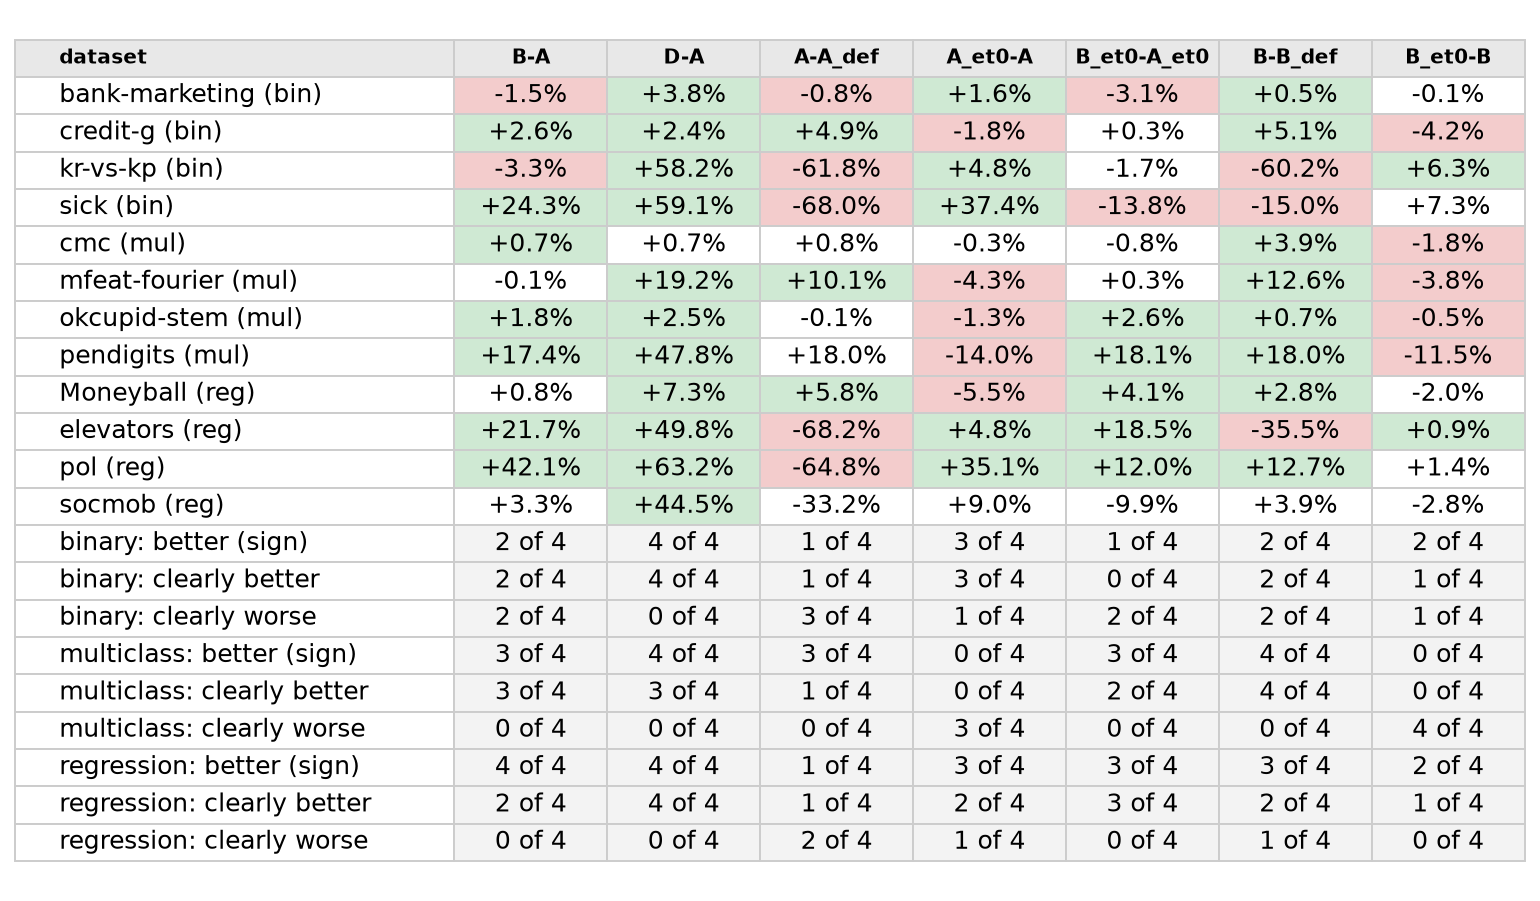 dataset B-A D-A A-A_def A_et0-A B_et0-A_et0 B-B_def B_et0-B
bank-marketing (bin) -1.5% +3.8% -0.8% +1.6% -3.1% +0.5% -0.1%
credit-g (bin) +2.6% +2.4% +4.9% -1.8% +0.3% +5.1% -4.2%
kr-vs-kp (bin) -3.3% +58.2% -61.8% +4.8% -1.7% -60.2% +6.3%
sick (bin) +24.3% +59.1% -68.0% +37.4% -13.8% -15.0% +7.3%
cmc (mul) +0.7% +0.7% +0.8% -0.3% -0.8% +3.9% -1.8%
mfeat-fourier (mul) -0.1% +19.2% +10.1% -4.3% +0.3% +12.6% -3.8%
okcupid-stem (mul) +1.8% +2.5% -0.1% -1.3% +2.6% +0.7% -0.5%
pendigits (mul) +17.4% +47.8% +18.0% -14.0% +18.1% +18.0% -11.5%
Moneyball (reg) +0.8% +7.3% +5.8% -5.5% +4.1% +2.8% -2.0%
elevators (reg) +21.7% +49.8% -68.2% +4.8% +18.5% -35.5% +0.9%
pol (reg) +42.1% +63.2% -64.8% +35.1% +12.0% +12.7% +1.4%
socmob (reg) +3.3% +44.5% -33.2% +9.0% -9.9% +3.9% -2.8%
binary: better (sign) 2 of 4 4 of 4 1 of 4 3 of 4 1 of 4 2 of 4 2 of 4
binary: clearly better 2 of 4 4 of 4 1 of 4 3 of 4 0 of 4 2 of 4 1 of 4
binary: clearly worse 2 of 4 0 of 4 3 of 4 1 of 4 2 of 4 2 of 4 1 of 4
multiclass: better (sign) 3 of 4 4 of 4 3 of 4 0 of 4 3 of 4 4 of 4 0 of 4
multiclass: clearly better 3 of 4 3 of 4 1 of 4 0 of 4 2 of 4 4 of 4 0 of 4
multiclass: clearly worse 0 of 4 0 of 4 0 of 4 3 of 4 0 of 4 0 of 4 4 of 4
regression: better (sign) 4 of 4 4 of 4 1 of 4 3 of 4 3 of 4 3 of 4 2 of 4
regression: clearly better 2 of 4 4 of 4 1 of 4 2 of 4 3 of 4 2 of 4 1 of 4
regression: clearly worse 0 of 4 0 of 4 2 of 4 1 of 4 0 of 4 1 of 4 0 of 4